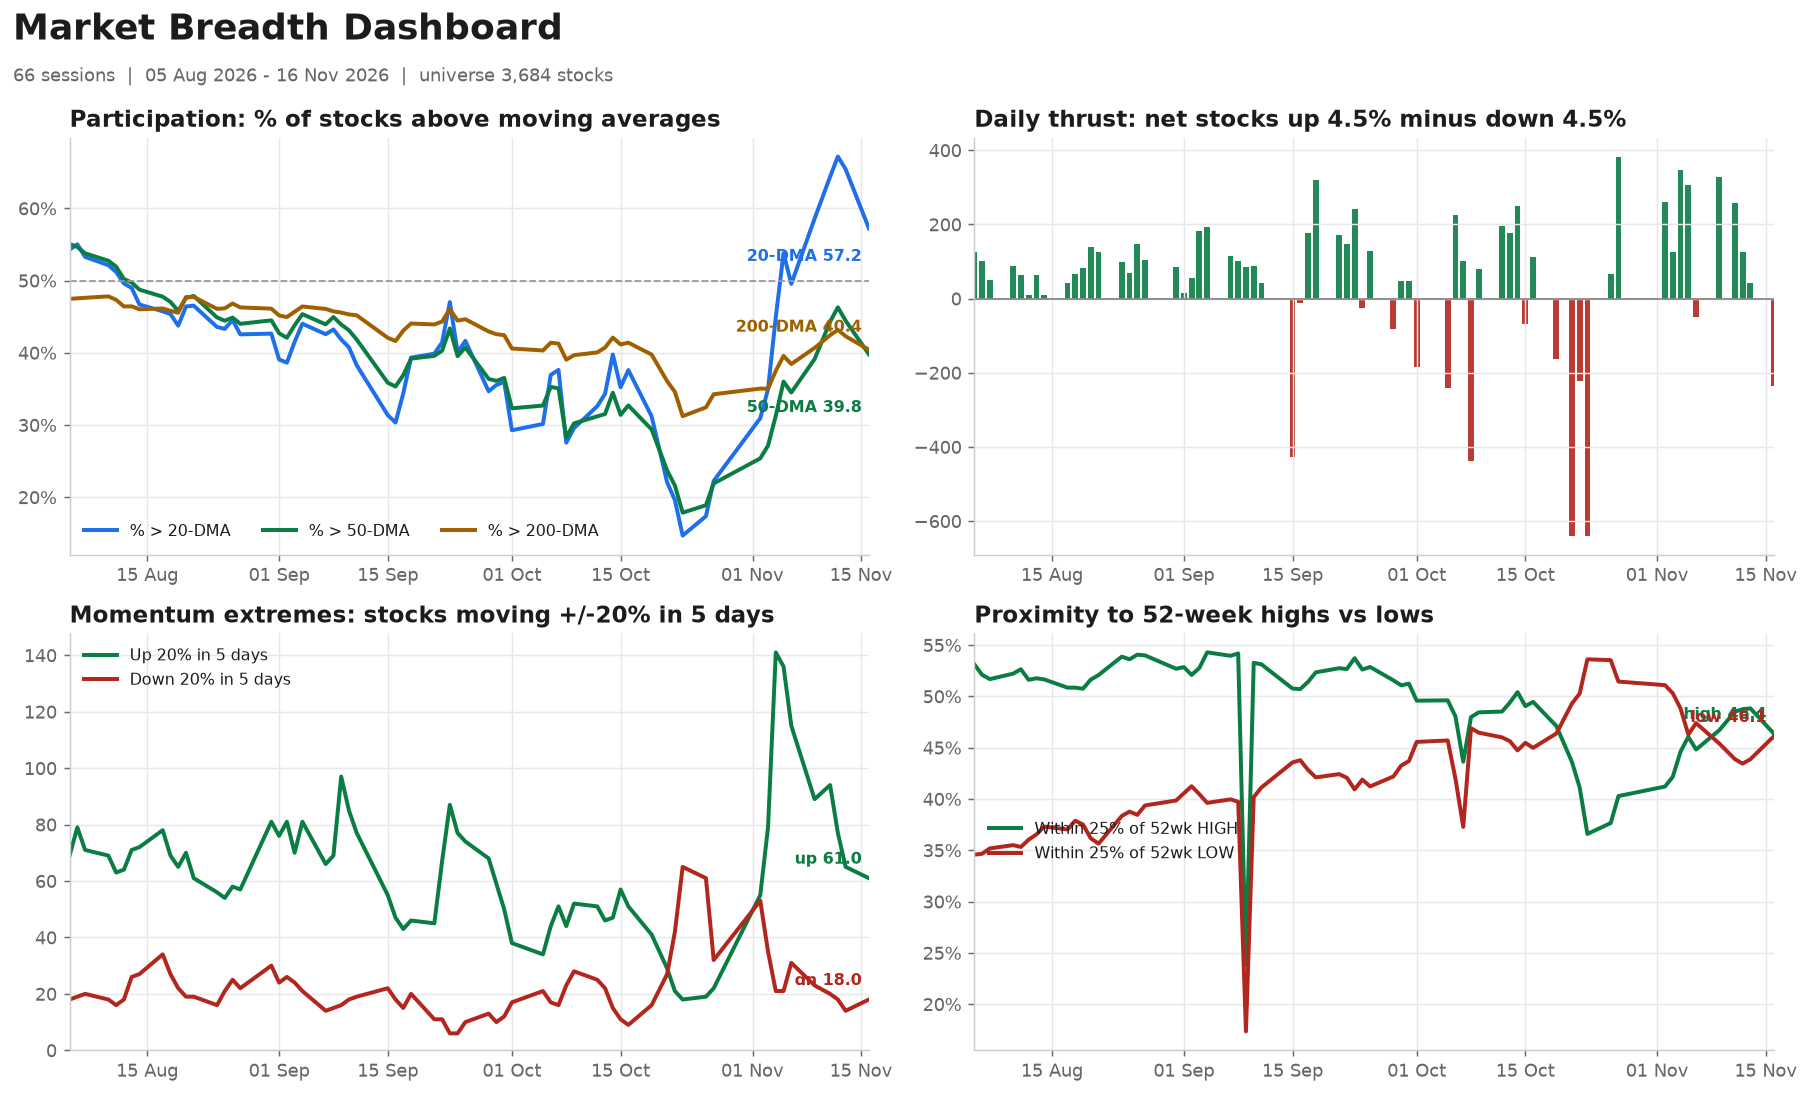 Market Breadth Dashboard
66 sessions | 05 Aug 2026 - 16 Nov 2026 | universe 3,684 stocks
Participation: % of stocks above moving averages
60%
50%
40%
30%
20%
20-DMA 57.2
200-DMA 40.4
50-DMA 39.8
% > 20-DMA
% > 50-DMA
% > 200-DMA
15 Aug
01 Sep
15 Sep
01 Oct
15 Oct
01 Nov
15 Nov
Daily thrust: net stocks up 4.5% minus down 4.5%
400
200
0
−200
−400
−600
15 Aug
01 Sep
15 Sep
01 Oct
15 Oct
01 Nov
15 Nov
Momentum extremes: stocks moving +/-20% in 5 days
140
120
100
80
60
40
20
0
Up 20% in 5 days
Down 20% in 5 days
up 61.0
dn 18.0
15 Aug
01 Sep
15 Sep
01 Oct
15 Oct
01 Nov
15 Nov
Proximity to 52-week highs vs lows
55%
50%
45%
40%
35%
30%
25%
20%
high
low
Within 25% of 52wk HIGH
Within 25% of 52wk LOW
15 Aug
01 Sep
15 Sep
01 Oct
15 Oct
01 Nov
15 Nov